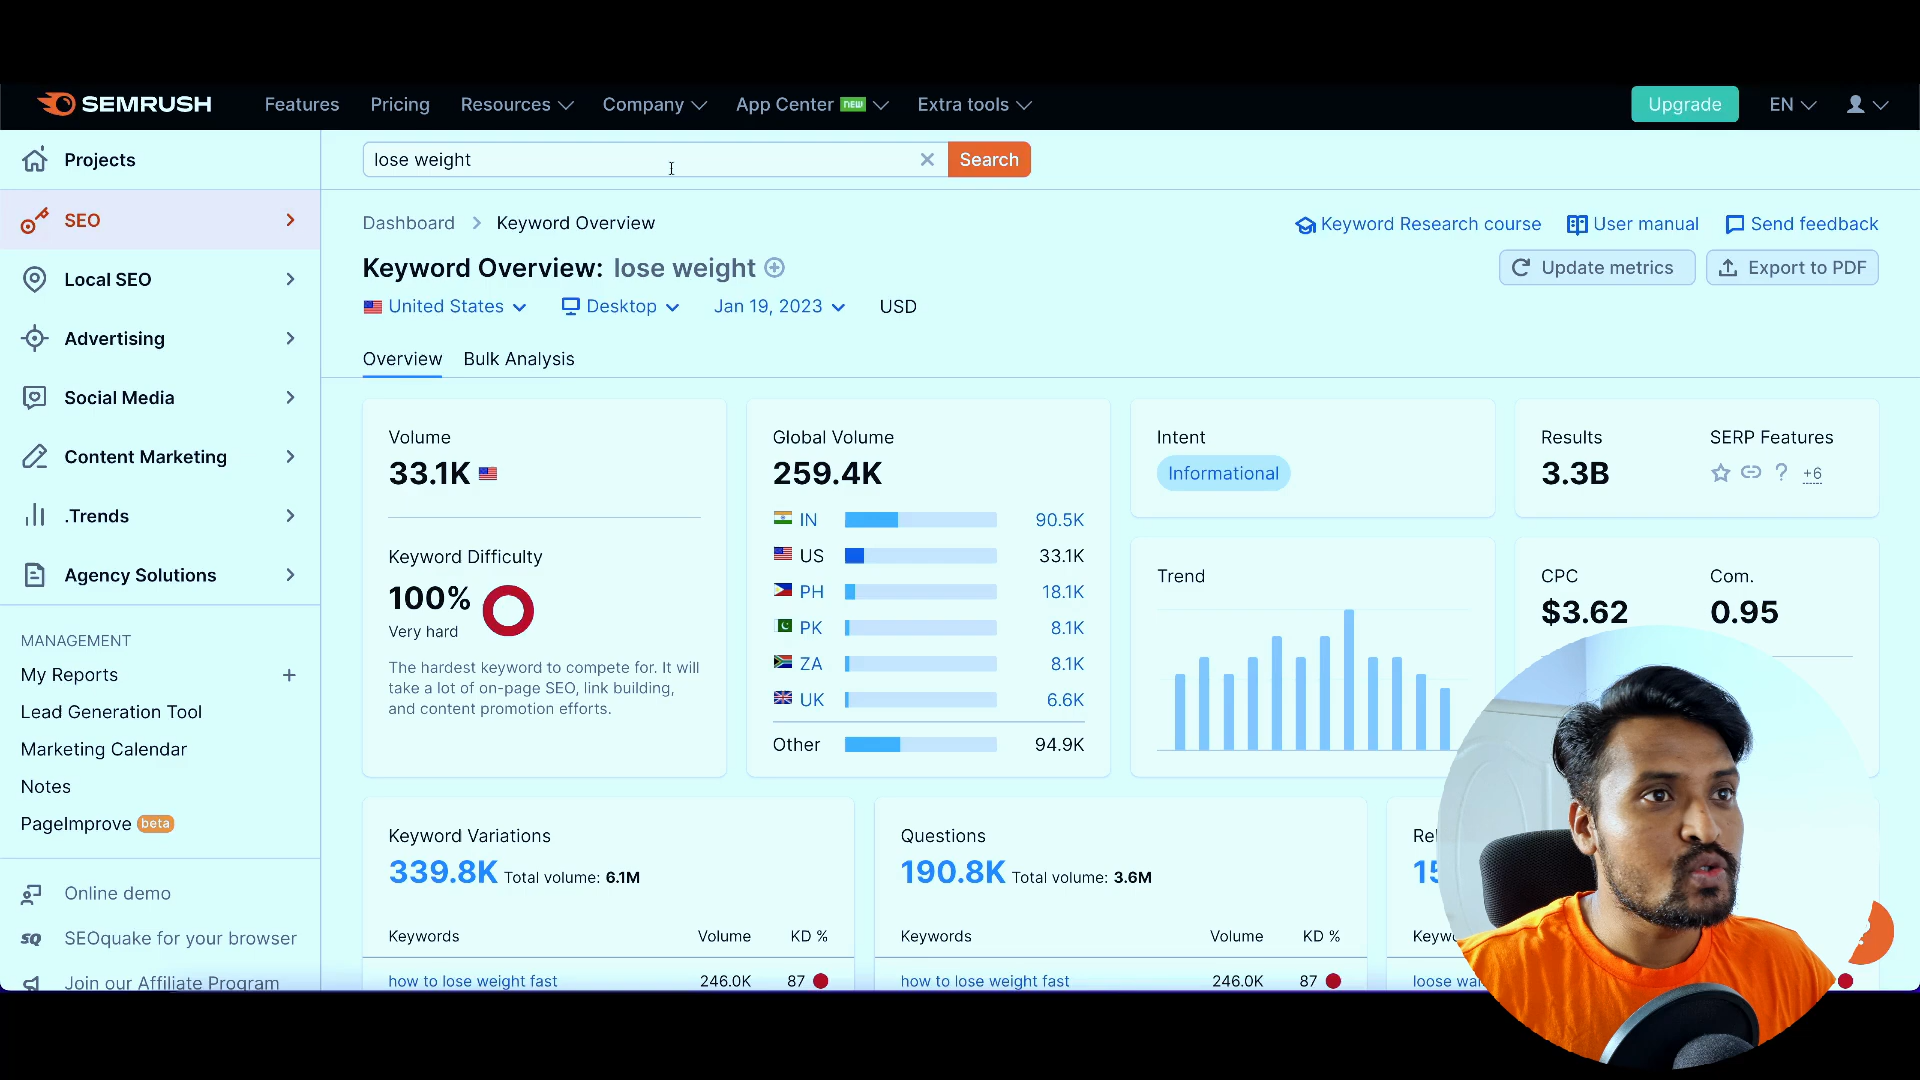 SEMRUSH Features Pricing Resources Company App Center NEW Extra tools Upgrade EN
Projects
SEO
Local SEO
Advertising
Social Media
Content Marketing
.Trends
Agency Solutions
MANAGEMENT
My Reports +
Lead Generation Tool
Marketing Calendar
Notes
PageImprove beta
Online demo
SQ SEOquake for your browser
Join our Affiliate Program
lose weight Search
Dashboard > Keyword Overview
Keyword Research course User manual Send feedback
Keyword Overview: lose weight
Update metrics Export to PDF
United States Desktop Jan 19, 2023 USD
Overview Bulk Analysis
Volume
33.1K
Keyword Difficulty
100%
Very hard
The hardest keyword to compete for. It will
take a lot of on-page SEO, link building,
and content promotion efforts.
Global Volume
259.4K
IN 90.5K
US 33.1K
PH 18.1K
PK 8.1K
ZA 8.1K
UK 6.6K
Other 94.9K
Intent
Informational
Results SERP Features
3.3B +6
Trend
CPC Com.
$3.62 0.95
Keyword Variations
339.8K Total volume: 6.1M
Keywords Volume KD %
how to lose weight fast 246.0K 87
Questions
190.8K Total volume: 3.6M
Keywords Volume KD %
how to lose weight fast 246.0K 87